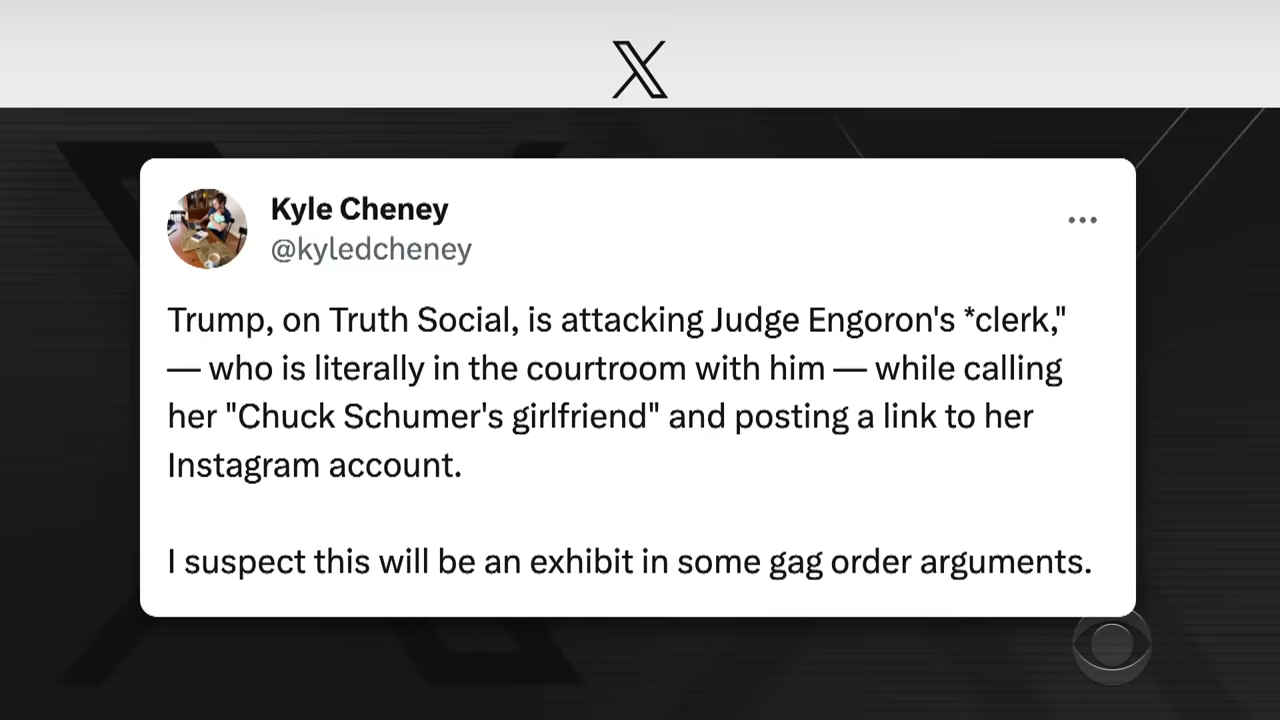 Kyle Cheney
@kyledcheney
Trump, on Truth Social, is attacking Judge Engoron's *clerk,"
— who is literally in the courtroom with him — while calling
her "Chuck Schumer's girlfriend" and posting a link to her
Instagram account.
I suspect this will be an exhibit in some gag order arguments.